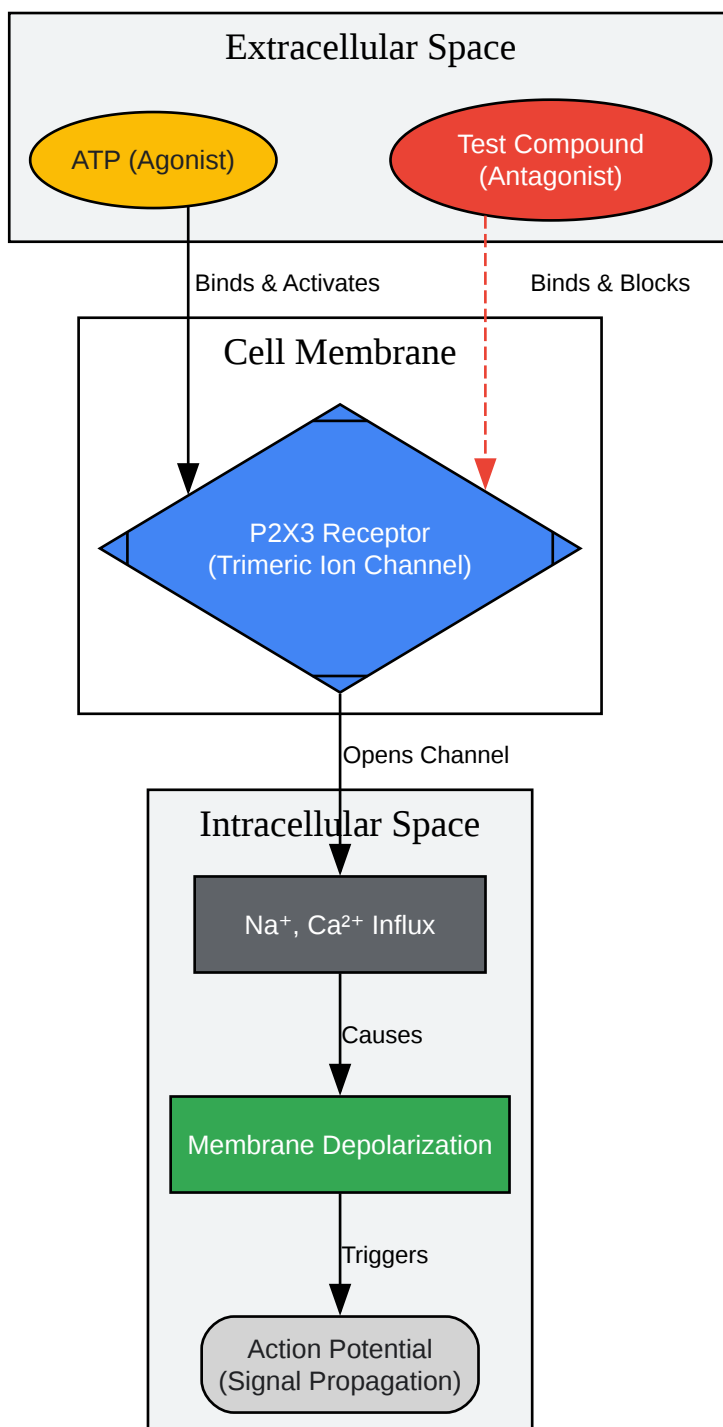 Extracellular Space
ATP (Agonist)
Test Compound
(Antagonist)
Binds & Activates
Binds & Blocks
Cell Membrane
P2X3 Receptor
(Trimeric Ion Channel)
Opens Channel
Intracellular Space
Na⁺, Ca²⁺ Influx
Causes
Membrane Depolarization
Triggers
Action Potential
(Signal Propagation)